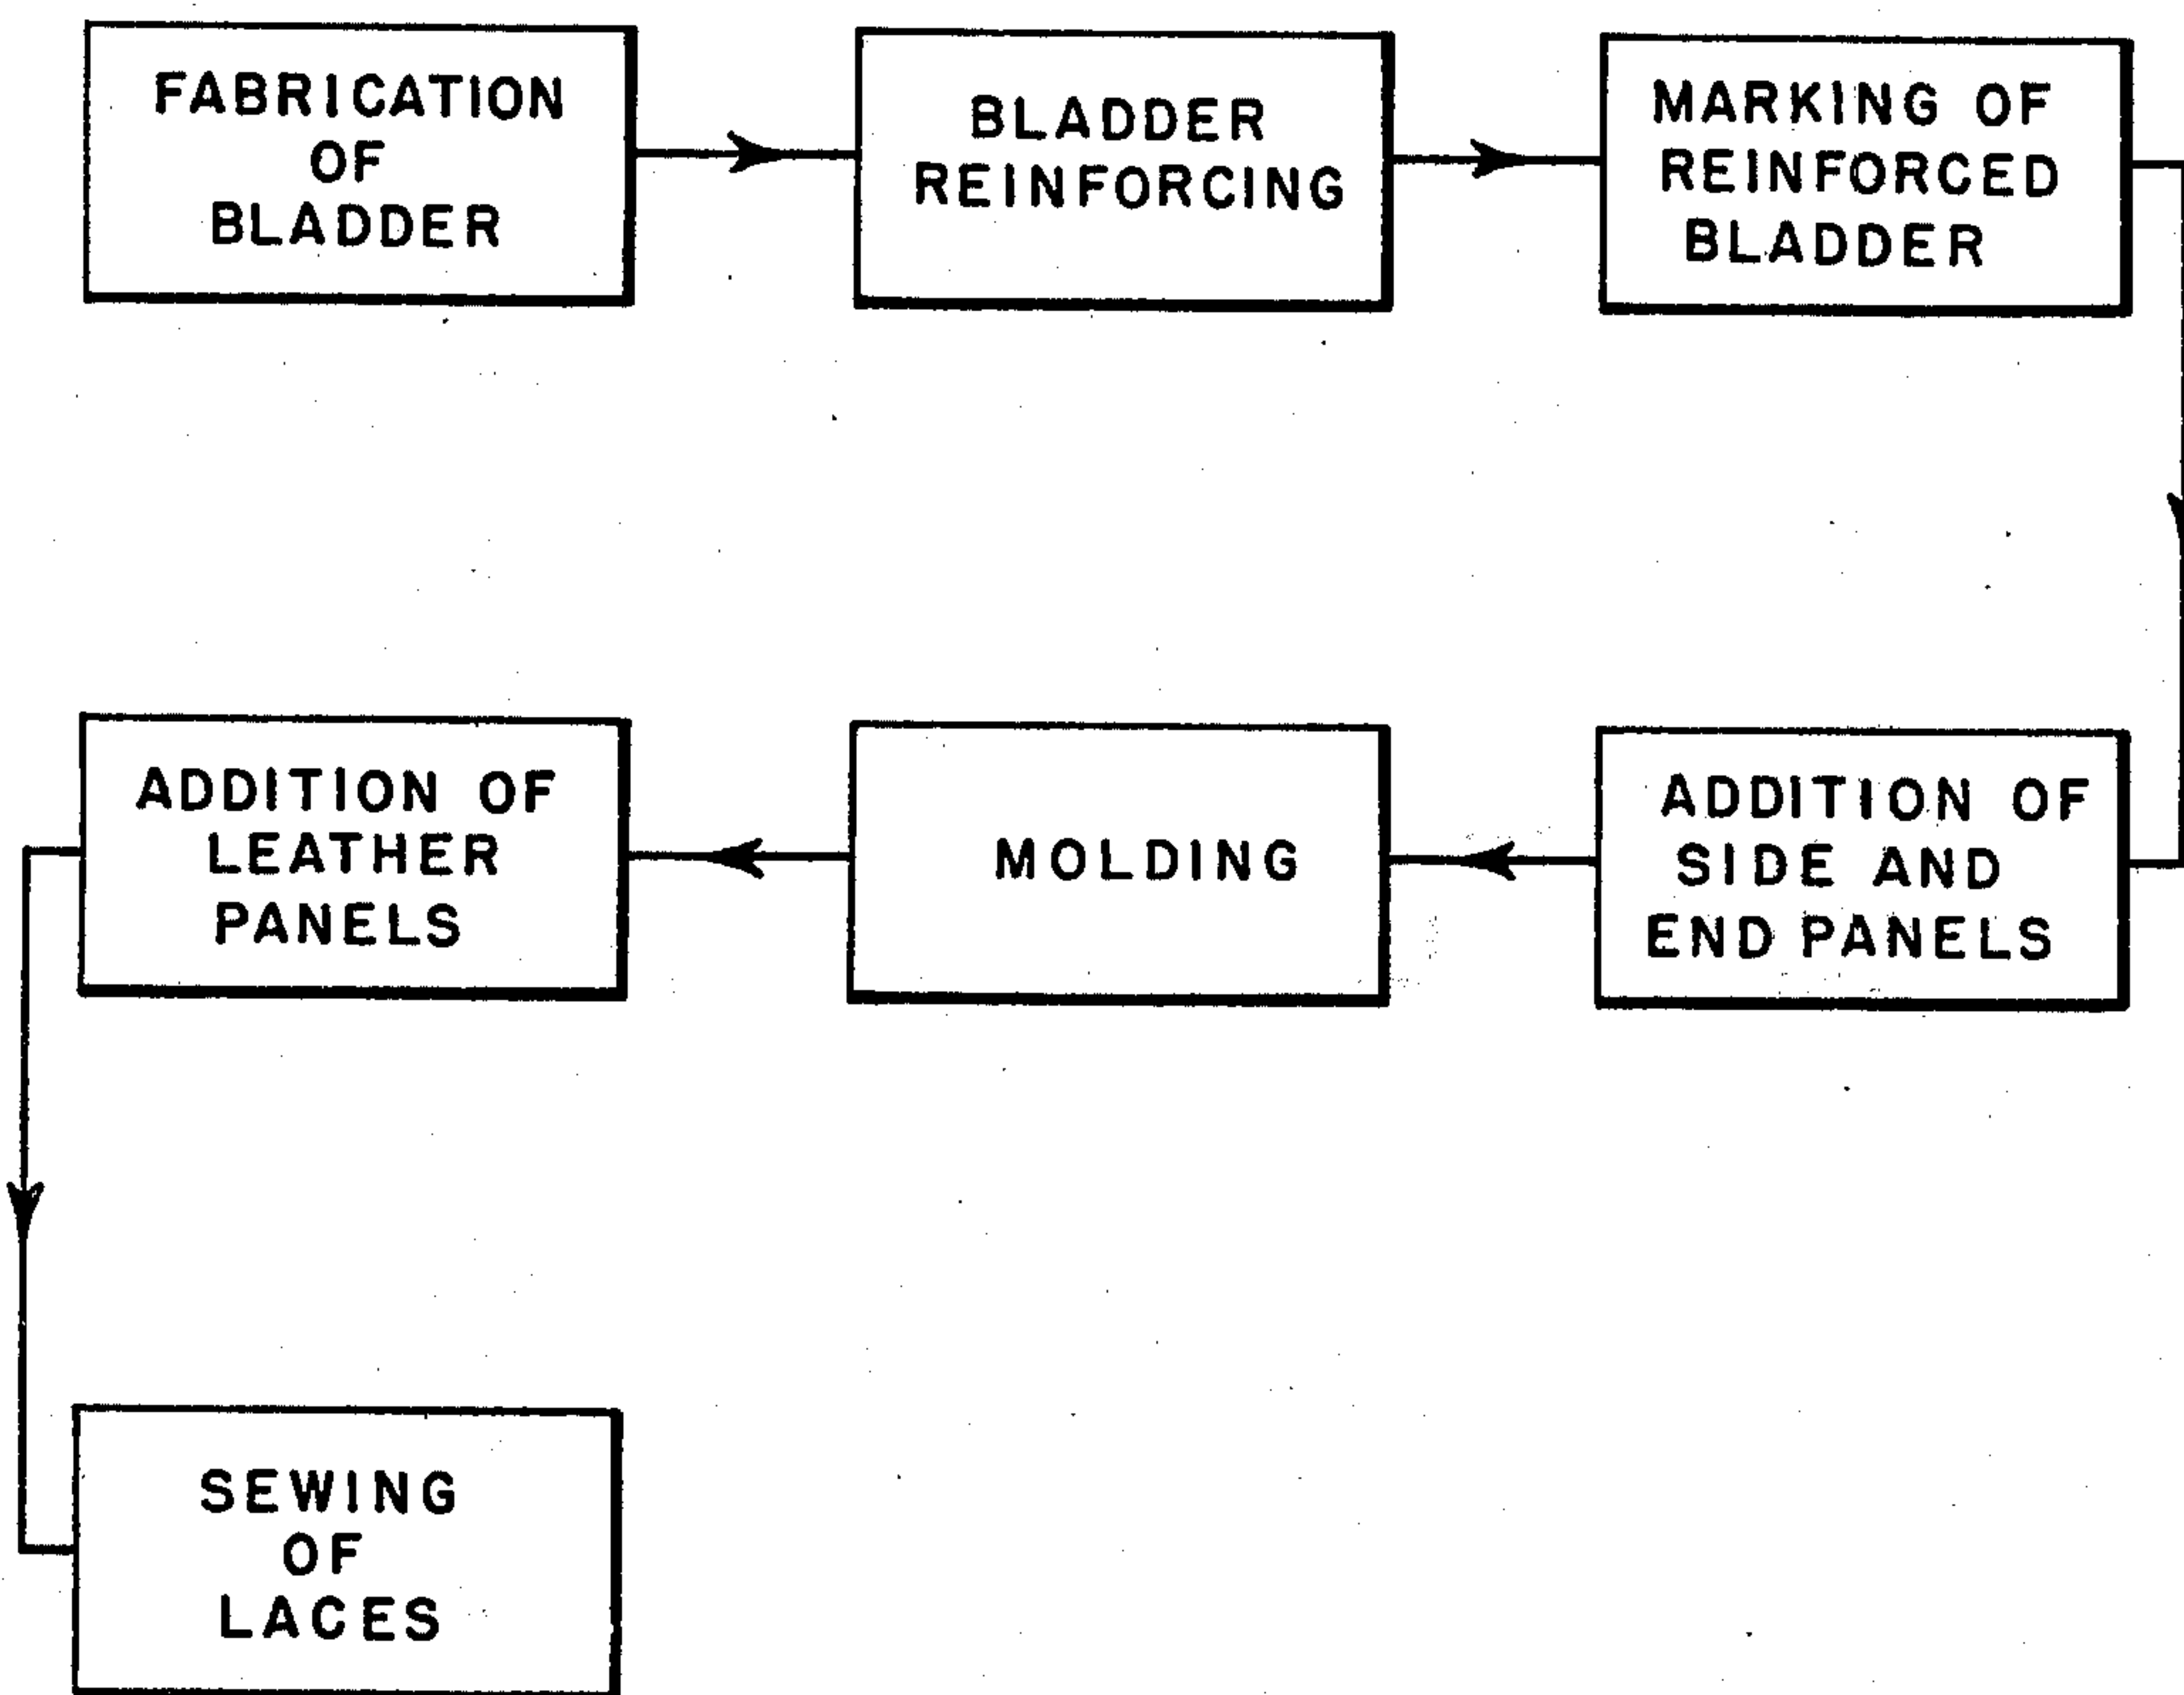 FABRICATION
OF
BLADDER
BLADDER
REINFORCING
MARKING OF
REINFORCED
BLADDER
ADDITION OF
SIDE AND
END PANELS
MOLDING
ADDITION OF
LEATHER
PANELS
SEWING
OF
LACES